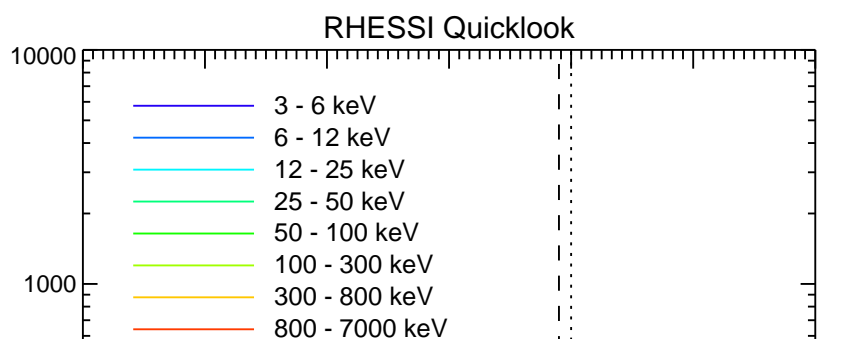 RHESSI Quicklook
10000
3 - 6 keV
6 - 12 keV
12 - 25 keV
25 - 50 keV
50 - 100 keV
100 - 300 keV
1000
300 - 800 keV
800 - 7000 keV